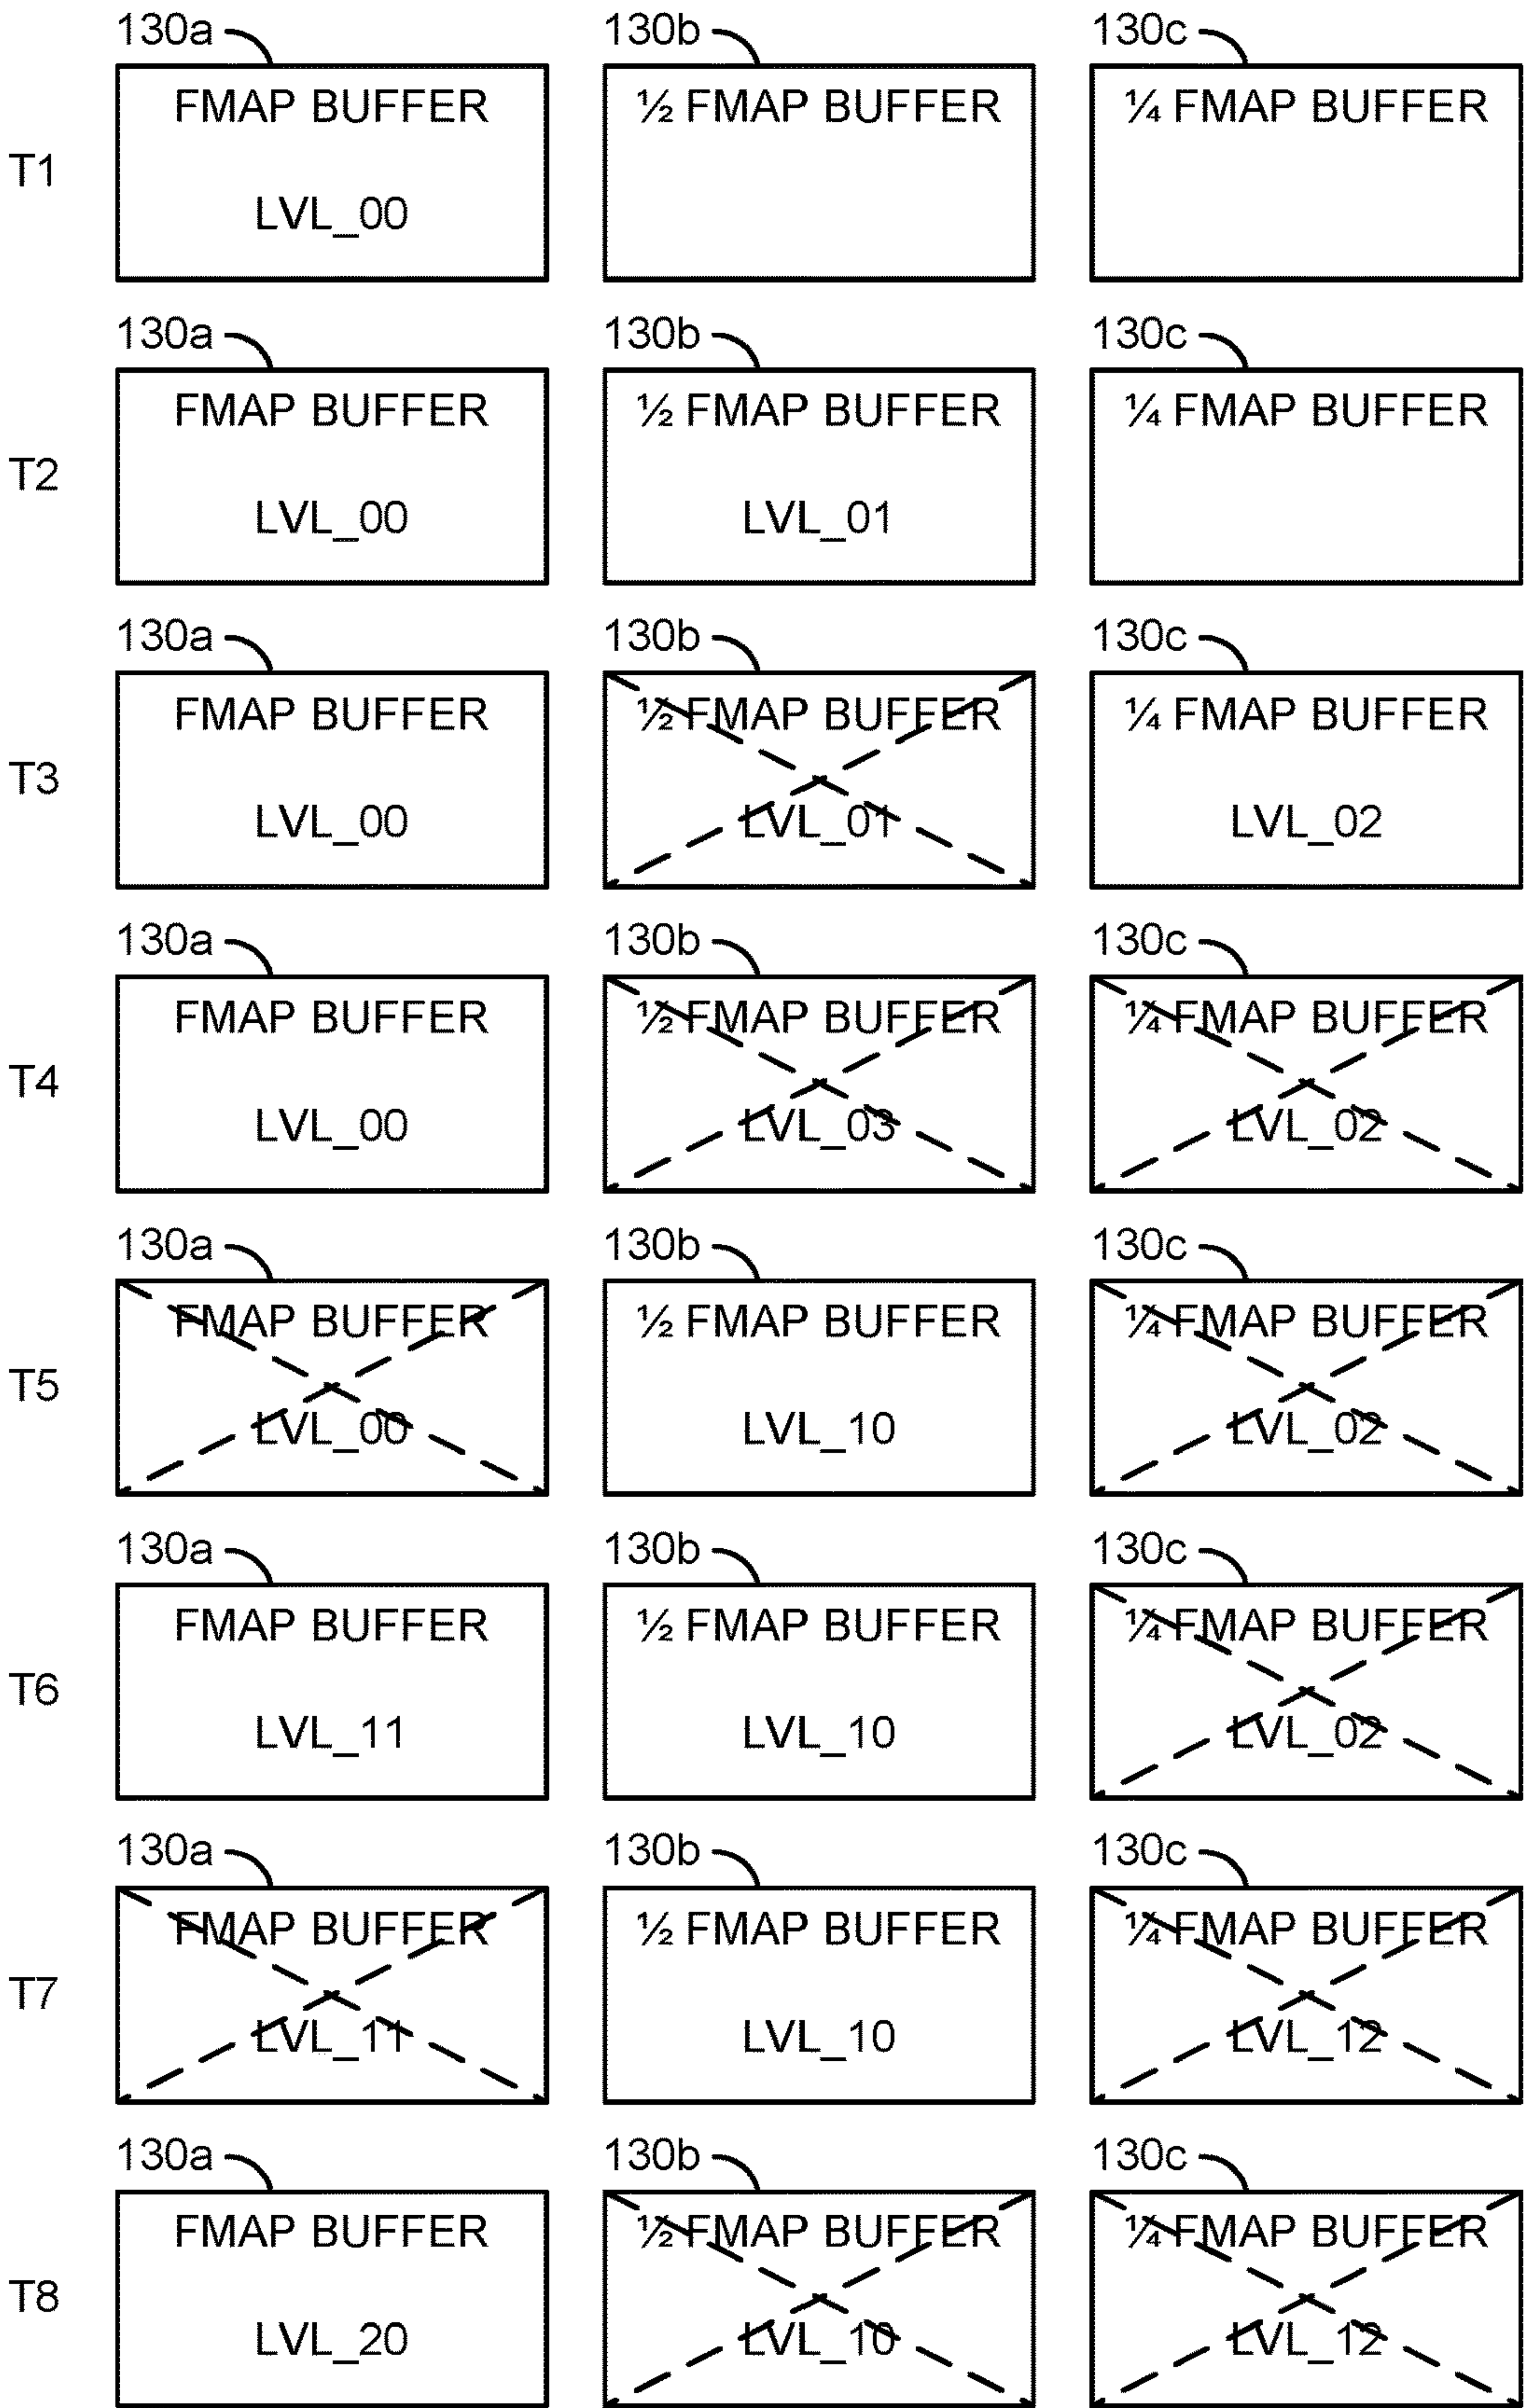 130a 130b 130c
FMAP BUFFER ½ FMAP BUFFER ¼ FMAP BUFFER
T1
LVL_00
130a 130b 130c
FMAP BUFFER ½ FMAP BUFFER ¼ FMAP BUFFER
T2
LVL_00 LVL_01
130a 130b 130c
FMAP BUFFER ½ FMAP BUFFER ¼ FMAP BUFFER
T3
LVL_00 LVL_01 LVL_02
130a 130b 130c
FMAP BUFFER ½ FMAP BUFFER ¼ FMAP BUFFER
T4
LVL_00 LVL_03 LVL_02
130a 130b 130c
FMAP BUFFER ½ FMAP BUFFER ¼ FMAP BUFFER
T5
LVL_00 LVL_10 LVL_02
130a 130b 130c
FMAP BUFFER ½ FMAP BUFFER ¼ FMAP BUFFER
T6
LVL_11 LVL_10 LVL_02
130a 130b 130c
FMAP BUFFER ½ FMAP BUFFER ¼ FMAP BUFFER
T7
LVL_11 LVL_10 LVL_12
130a 130b 130c
FMAP BUFFER ½ FMAP BUFFER ¼ FMAP BUFFER
T8
LVL_20 LVL_10 LVL_12